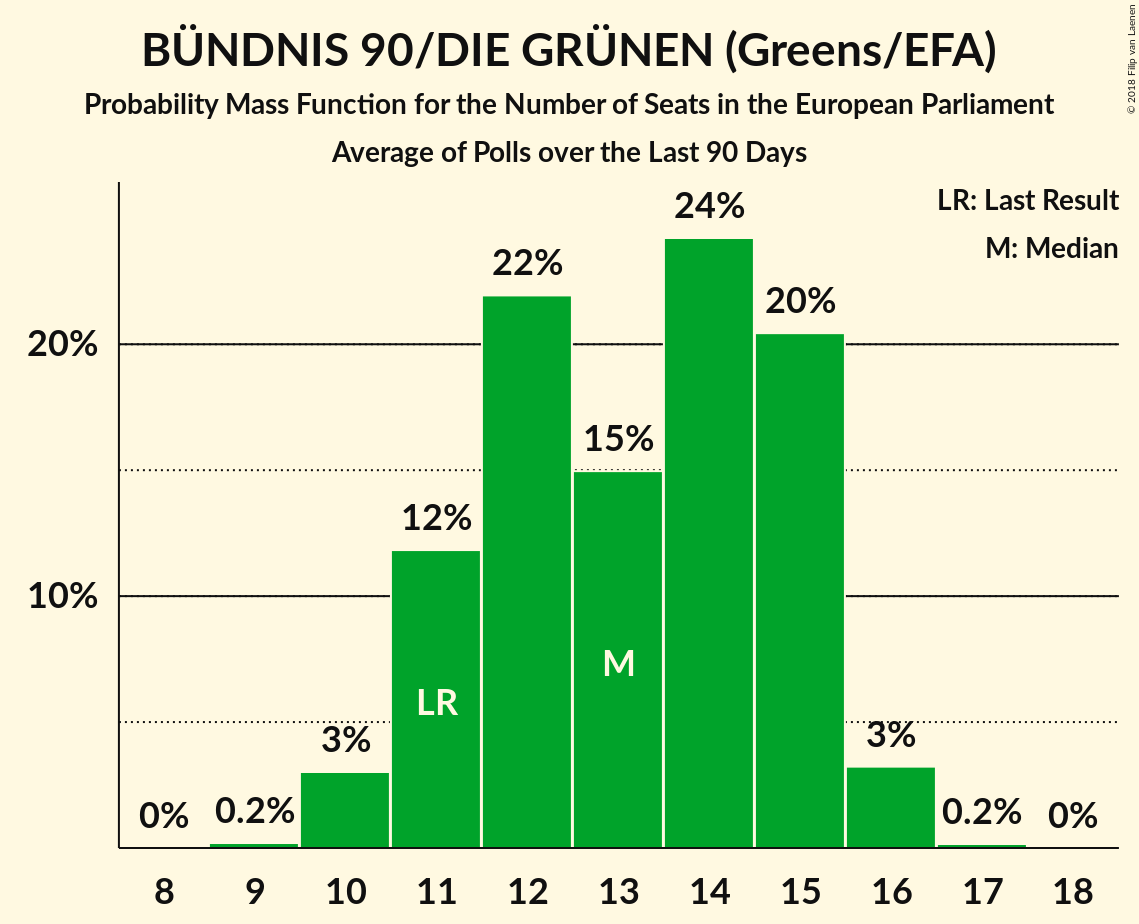 BÜNDNIS 90/DIE GRÜNEN (Greens/EFA)
Probability Mass Function for the Number of Seats in the European Parliament
Average of Polls over the Last 90 Days
© 2018 Filip van Laenen
LR: Last Result
M: Median
24%
22%
20%
20%
15%
12%
10%
M
LR
3%
3%
0%
0.2%
0.2%
0%
8 9 10 11 12 13 14 15 16 17 18